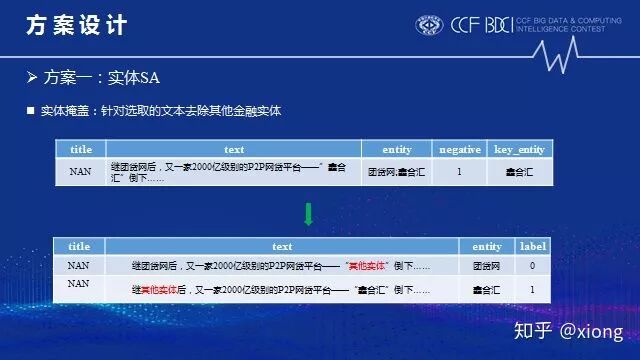 方案设计
CCF BDCI
CCF BIG DATA & COMPUTING
INTELLIGENCE CONTEST
方案一：实体SA
实体掩盖：针对选取的文本去除其他金融实体
title text entity negative key_entity
NAN 继团货网后，又一家2000亿级别的P2P网贷平台——“鑫合
汇”倒下…… 团货网;鑫合汇 1 鑫合汇
title text entity label
NAN 继团货网后，又一家2000亿级别的P2P网贷平台——“其他实体”倒下…… 团货网 0
NAN 继其他实体后，又一家2000亿级别的P2P网贷平台——“鑫合汇”倒下…… 鑫合汇 1
知乎 @xiong